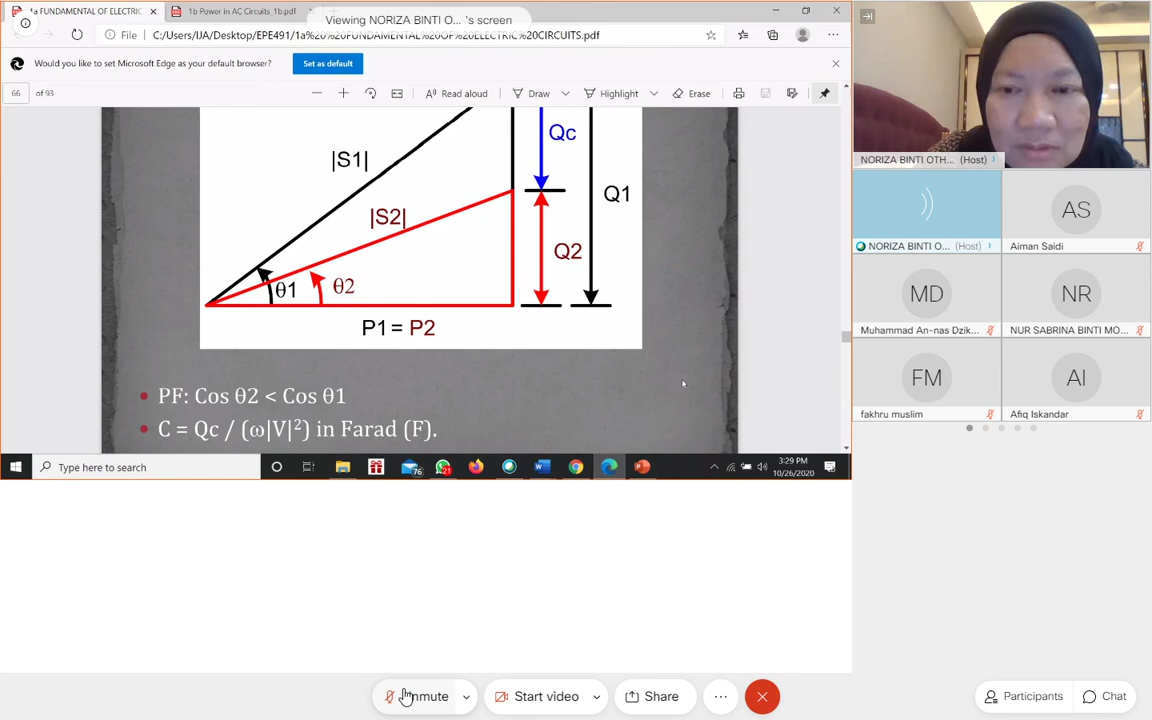 1a FUNDAMENTAL OF ELECTRIC
1b Power in AC Circuits_1b.pdf
Viewing NORIZA BINTI O... 's screen
File
C:/Users/IJA/Desktop/EPE491/1a%20%20FUNDAMENTAL%20OF%20ELECTRIC%20CIRCUITS.pdf
Would you like to set Microsoft Edge as your default browser?
Set as default
66 of 93
Read aloud
Draw
Highlight
Erase
|S1|
Qc
Q1
|S2|
Q2
θ1
θ2
P1 = P2
• PF: Cos θ2 < Cos θ1
• C = Qc / (ω|V|²) in Farad (F).
Type here to search
76
21
3:29 PM
10/26/2020
NORIZA BINTI OTH... (Host)
NORIZA BINTI O... (Host)
AS
Aiman Saidi
MD
Muhammad An-nas Dzik...
NR
NUR SABRINA BINTI MO...
FM
fakhru muslim
AI
Afiq Iskandar
Start video
Share
Participants
Chat